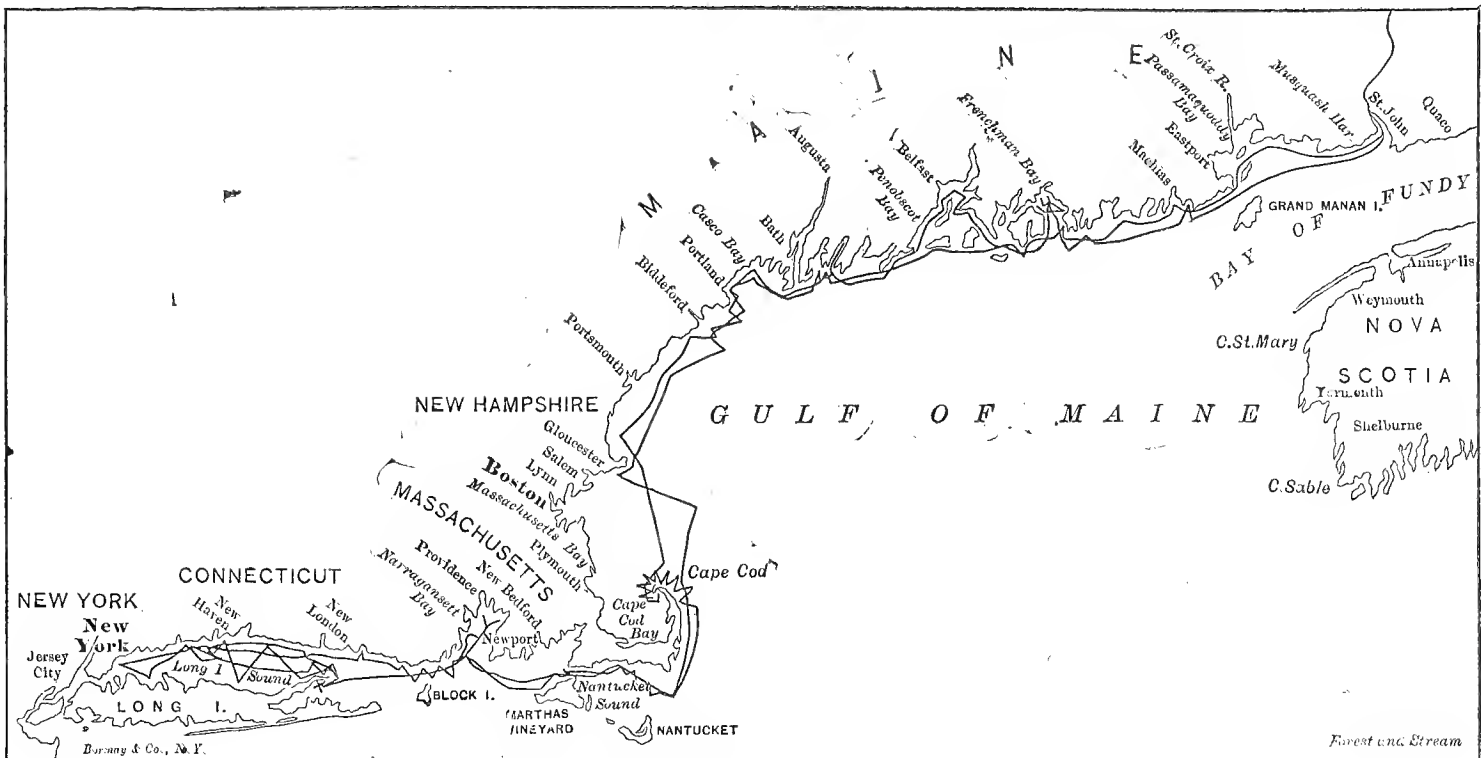 MAINE
St. Croix R.
Passamaquoddy
Bay
Eastport
Musquash Har.
St. John
Quaco
Machias
Frenchman Bay
Belfast
Penobscot
Bay
Augusta
Bath
Casco Bay
Portland
Biddeford
Portsmouth
GRAND MANAN I.
BAY OF FUNDY
Annapolis
Weymouth
NOVA
SCOTIA
C. St. Mary
Yarmouth
Shelburne
C. Sable
GULF OF MAINE
NEW HAMPSHIRE
Gloucester
Salem
Lynn
Boston
Massachusetts Bay
Plymouth
MASSACHUSETTS
Cape Cod
Cape
Cod
Bay
New Bedford
Providence
Narragansett
Bay
Newport
CONNECTICUT
New
London
New
Haven
NEW YORK
New
York
Jersey
City
Long I
Sound
LONG I.
BLOCK I.
MARTHAS
VINEYARD
Nantucket
Sound
NANTUCKET
Bormay & Co., N.Y.
Forest and Stream